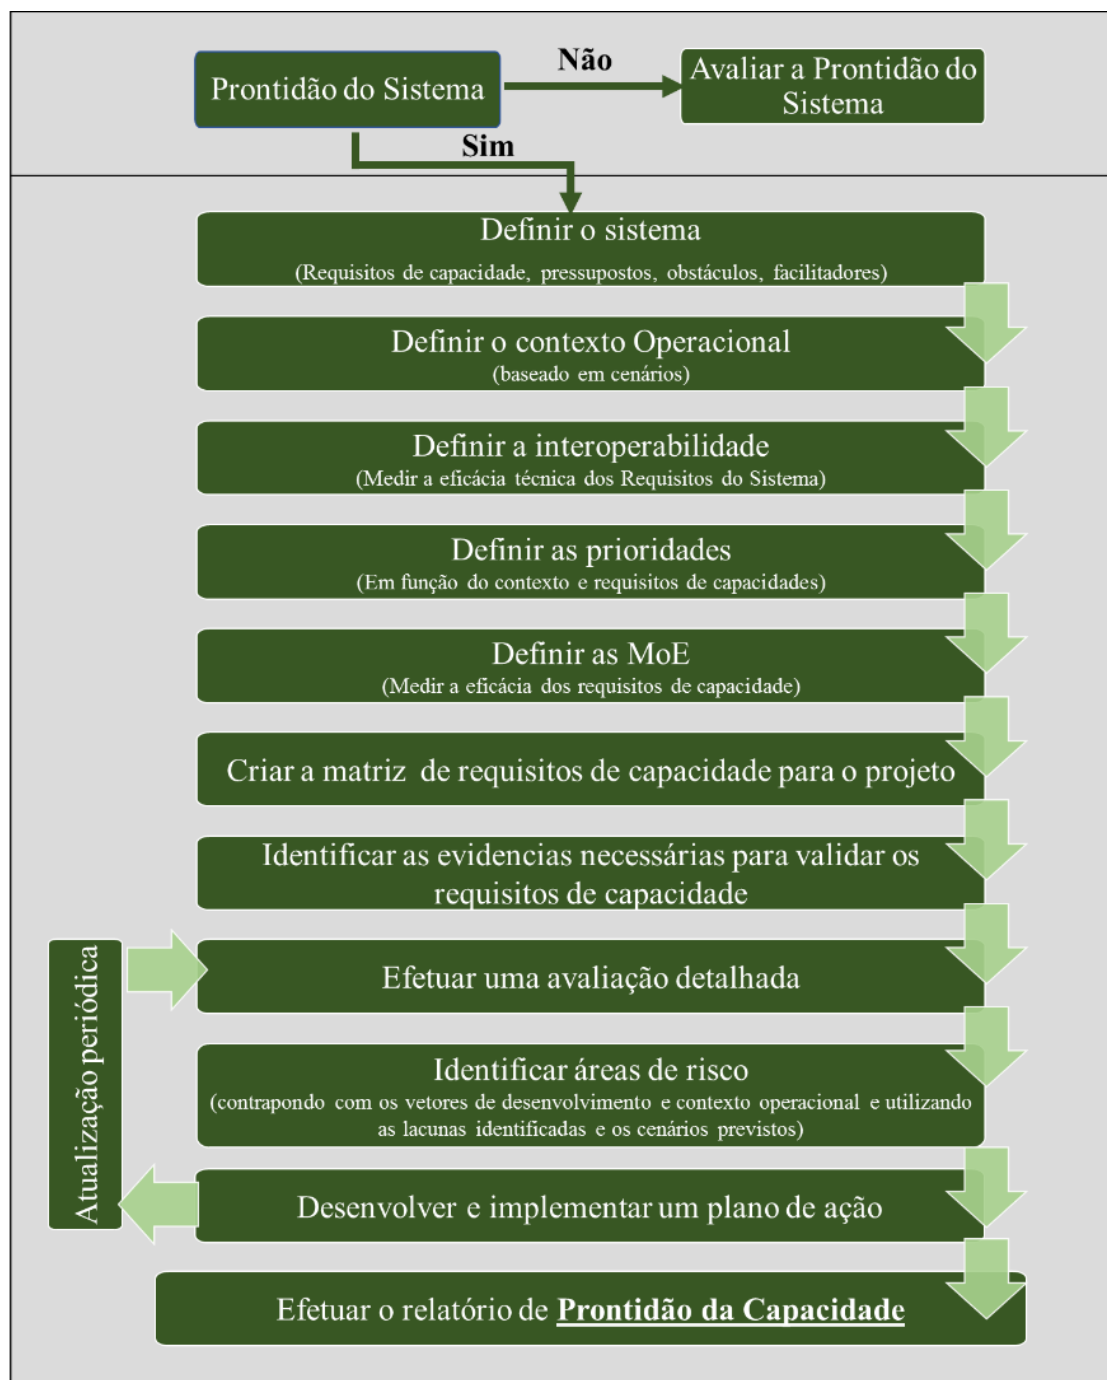 Prontidão do Sistema
Não
Avaliar a Prontidão do
Sistema
Sim
Definir o sistema
(Requisitos de capacidade, pressupostos, obstáculos, facilitadores)
Definir o contexto Operacional
(baseado em cenários)
Definir a interoperabilidade
(Medir a eficácia técnica dos Requisitos do Sistema)
Definir as prioridades
(Em função do contexto e requisitos de capacidades)
Definir as MoE
(Medir a eficácia dos requisitos de capacidade)
Criar a matriz de requisitos de capacidade para o projeto
Identificar as evidencias necessárias para validar os
requisitos de capacidade
Atualização periódica
Efetuar uma avaliação detalhada
Identificar áreas de risco
(contrapondo com os vetores de desenvolvimento e contexto operacional e utilizando
as lacunas identificadas e os cenários previstos)
Desenvolver e implementar um plano de ação
Efetuar o relatório de Prontidão da Capacidade